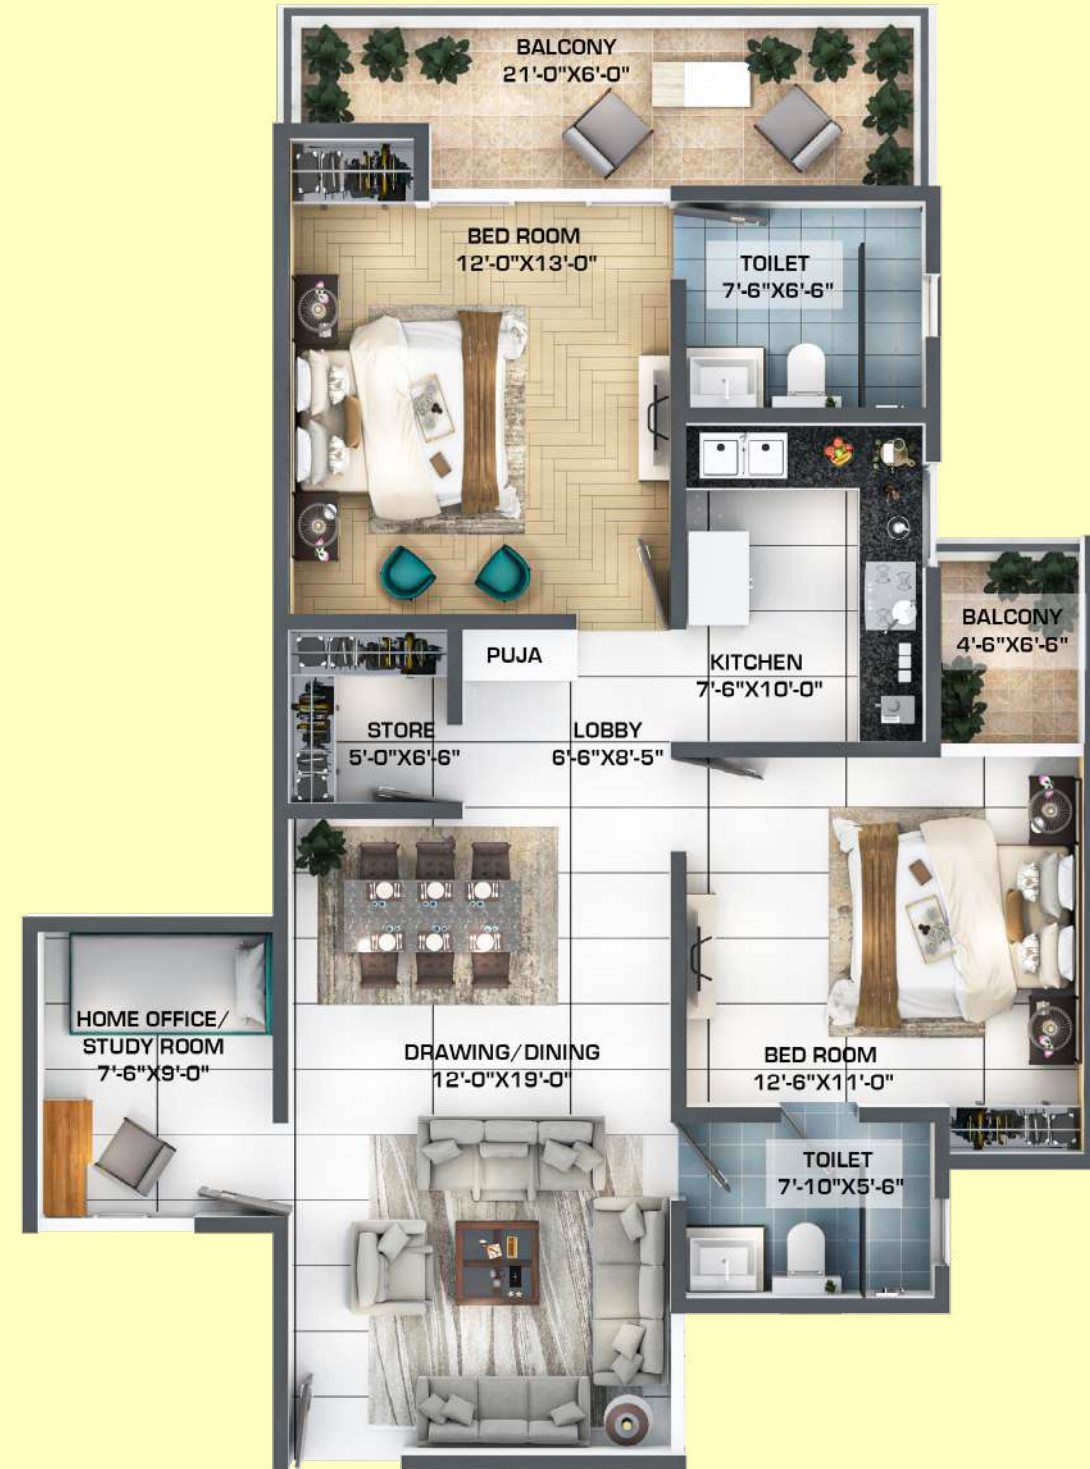 BALCONY
21'-0"X6'-0"
BED ROOM
12'-0"X13'-0"
TOILET
7'-6"X6'-6"
BALCONY
4'-6"X6'-6"
PUJA
KITCHEN
7'-6"X10'-0"
STORE
5'-0"X6'-6"
LOBBY
6'-6"X8'-5"
HOME OFFICE/
STUDY ROOM
7'-6"X9'-0"
DRAWING/DINING
12'-0"X19'-0"
BED ROOM
12'-6"X11'-0"
TOILET
7'-10"X5'-6"